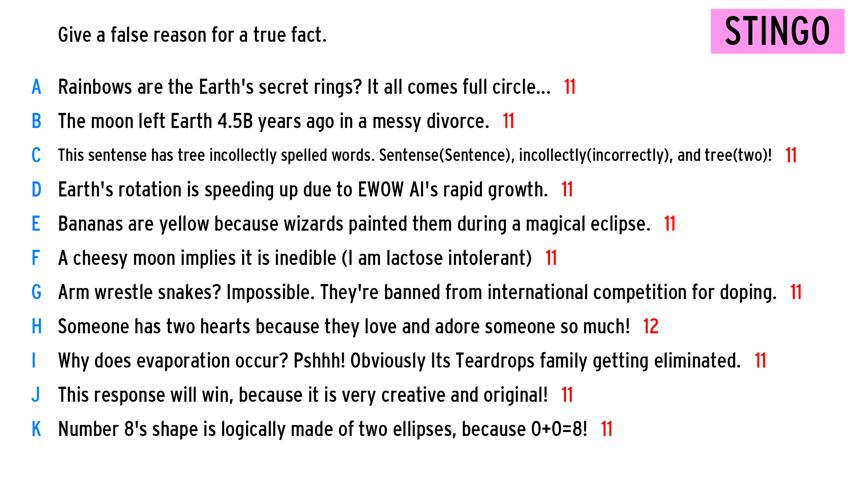 Give a false reason for a true fact.
STINGO
A Rainbows are the Earth's secret rings? It all comes full circle... 11
B The moon left Earth 4.5B years ago in a messy divorce. 11
C This sentense has tree incollectly spelled words. Sentense(Sentence), incollectly(incorrectly), and tree(two)! 11
D Earth's rotation is speeding up due to EWOW AI's rapid growth. 11
E Bananas are yellow because wizards painted them during a magical eclipse. 11
F A cheesy moon implies it is inedible (I am lactose intolerant) 11
G Arm wrestle snakes? Impossible. They're banned from international competition for doping. 11
H Someone has two hearts because they love and adore someone so much! 12
I Why does evaporation occur? Pshhh! Obviously Its Teardrops family getting eliminated. 11
J This response will win, because it is very creative and original! 11
K Number 8's shape is logically made of two ellipses, because 0+0=8! 11